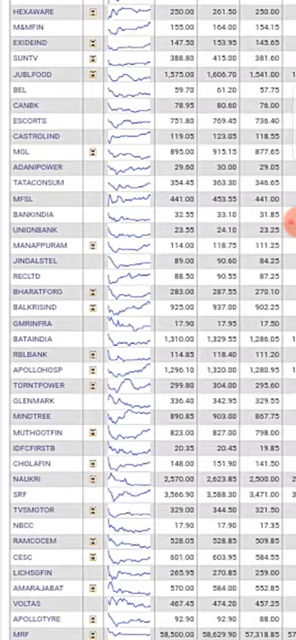 HEXAWARE 250.00 261.50 250.00
M&MFIN 155.00 164.00 154.15
EXIDEIND 147.50 153.95 145.65
SUNTV 388.80 415.00 381.60
JUBLFOOD 1,575.00 1,606.70 1,541.00
BEL 59.70 61.20 57.75
CANBK 78.95 80.60 76.00
ESCORTS 751.80 769.45 736.40
CASTROLIND 119.05 123.05 118.55
MGL 895.00 915.15 877.65
ADANIPOWER 29.60 30.00 29.05
TATACONSUM 354.45 363.30 346.65
MFSL 441.00 453.55 441.00
BANKINDIA 32.55 33.10 31.85
UNIONBANK 23.55 24.10 23.25
MANAPPURAM 114.00 118.75 111.25
JINDALSTEL 89.00 90.60 84.25
RECLTD 88.50 90.55 87.25
BHARATFORG 283.00 287.55 270.10
BALKRISIND 925.00 937.00 902.25
GMRINFRA 17.90 17.95 17.50
BATAINDIA 1,310.00 1,329.55 1,286.05
RBLBANK 114.85 118.40 111.20
APOLLOHOSP 1,296.10 1,320.00 1,280.95
TORNTPOWER 299.80 304.00 295.60
GLENMARK 336.40 342.95 329.55
MINDTREE 890.85 903.00 867.75
MUTHOOTFIN 823.00 827.00 798.00
IDFCFIRSTB 20.35 20.45 19.85
CHOLAFIN 148.00 151.90 141.50
NAUKRI 2,570.00 2,623.85 2,500.00
SRF 3,566.90 3,588.30 3,471.00
TVSMOTOR 329.00 344.50 321.50
NBCC 17.90 17.90 17.35
RAMCOCEM 528.05 528.85 509.85
CESC 601.00 603.95 584.55
LICHSGFIN 265.95 270.85 259.00
AMARAJABAT 570.00 584.00 552.85
VOLTAS 467.45 474.20 457.25
APOLLOTYRE 92.90 92.90 88.00
MRF 58,500.00 58,629.90 57,318.85